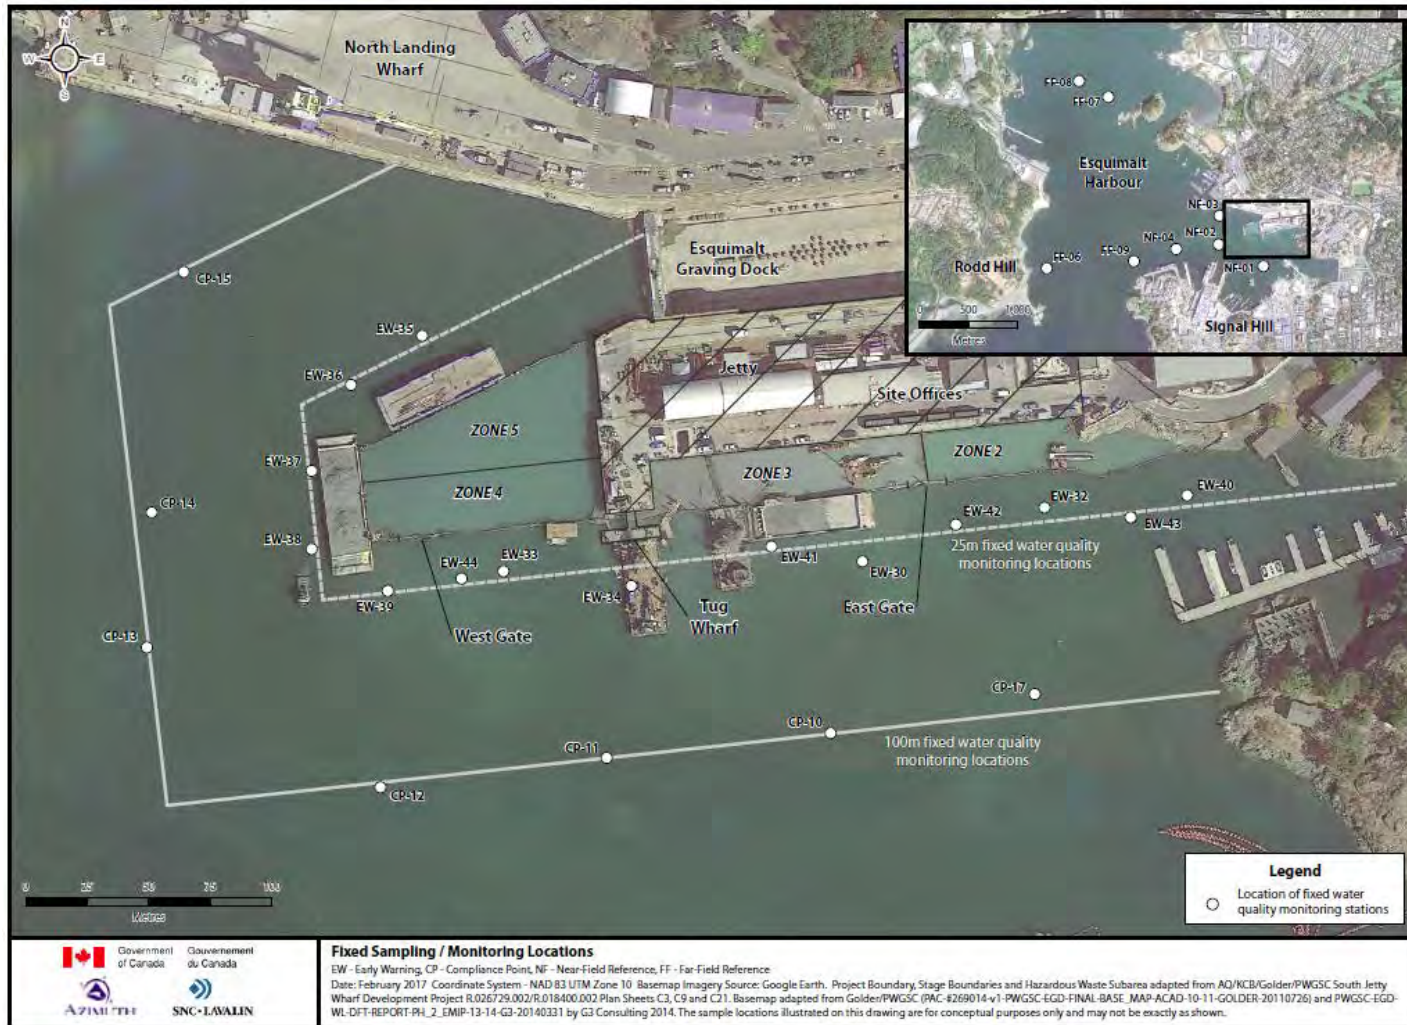 N
W
E
S
North Landing
Wharf
Esquimalt
Graving Dock
CP-15
EW-35
EW-36
Jetty
Site Offices
ZONE 5
ZONE 4
ZONE 3
ZONE 2
EW-37
CP-14
EW-38
EW-44
EW-33
EW-39
EW-34
EW-41
EW-30
EW-42
EW-32
EW-40
EW-43
25m fixed water quality
monitoring locations
West Gate
Tug
Wharf
East Gate
CP-13
CP-17
CP-10
CP-11
CP-12
100m fixed water quality
monitoring locations
FF-08
FF-07
Esquimalt
Harbour
NF-03
NF-02
NF-04
FF-09
FF-06
NF-01
Rodd Hill
Signal Hill
0 500 1,000
Metres
0 25 50 75 100
Metres
Legend
Location of fixed water
quality monitoring stations
Government
of Canada
Gouvernement
du Canada
AZIMUTH
SNC·LAVALIN
Fixed Sampling / Monitoring Locations
EW - Early Warning, CP - Compliance Point, NF - Near-Field Reference, FF - Far-Field Reference
Date: February 2017 Coordinate System - NAD 83 UTM Zone 10 Basemap Imagery Source: Google Earth. Project Boundary, Stage Boundaries and Hazardous Waste Subarea adapted from AQ/KCB/Golder/PWGSC South Jetty
Wharf Development Project R.026729.002/R.018400.002 Plan Sheets C3, C9 and C21. Basemap adapted from Golder/PWGSC (PAC-#269014-v1-PWGSC-EGD-FINAL-BASE_MAP-ACAD-10-11-GOLDER-20110726) and PWGSC-EGD-
WL-DFT-REPORT-PH_2_EMIP-13-14-G3-20140331 by G3 Consulting 2014. The sample locations illustrated on this drawing are for conceptual purposes only and may not be exactly as shown.